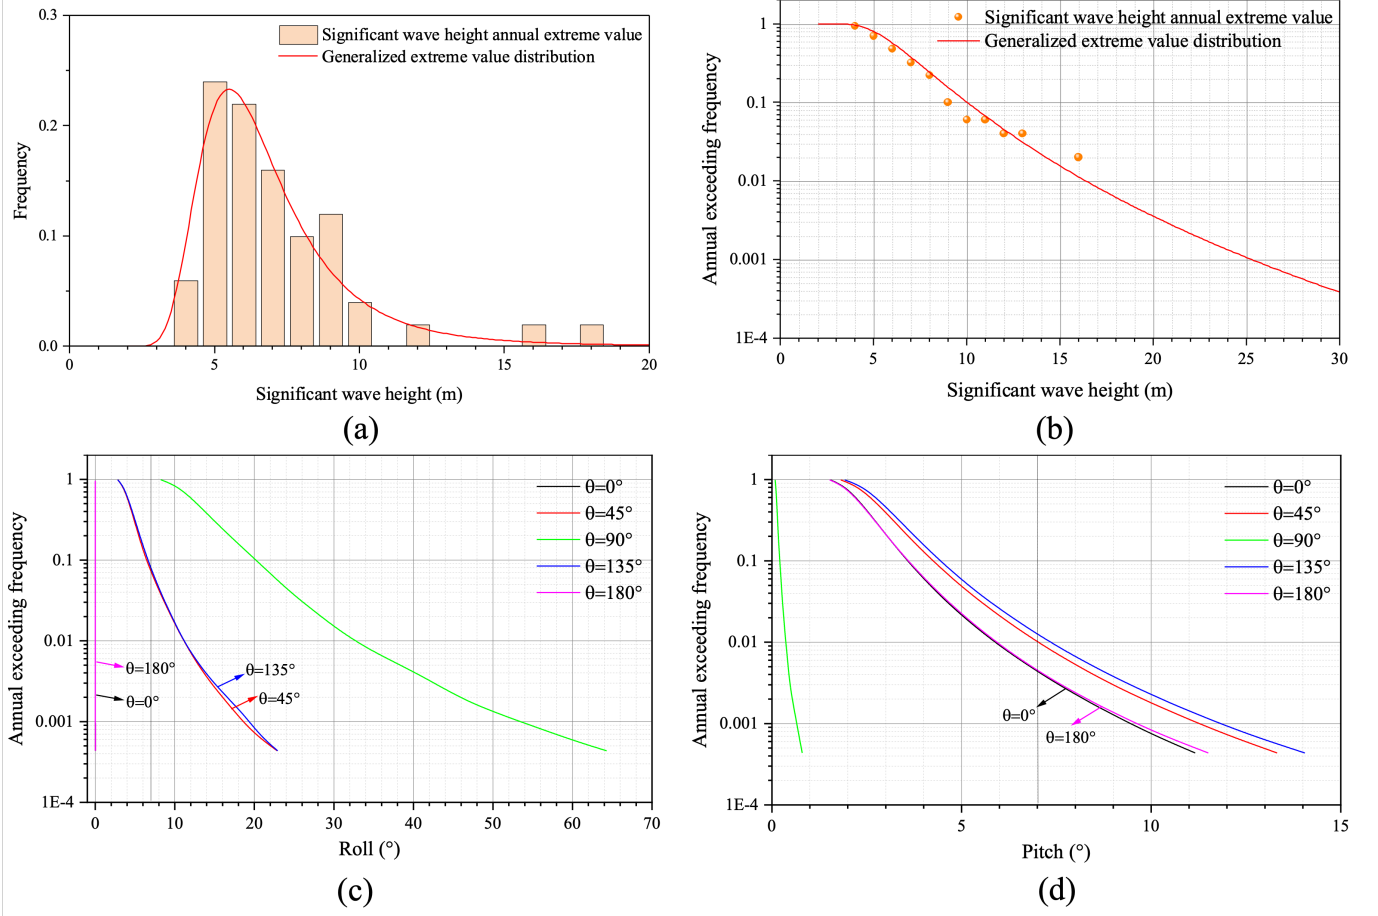 0.3
0.2
0.1
0.0
Frequency
Significant wave height annual extreme value
Generalized extreme value distribution
0 5 10 15 20
Significant wave height (m)
(a)
1
0.1
0.01
0.001
1E-4
Annual exceeding frequency
Significant wave height annual extreme value
Generalized extreme value distribution
0 5 10 15 20 25 30
Significant wave height (m)
(b)
1
0.1
0.01
0.001
1E-4
Annual exceeding frequency
θ=0°
θ=45°
θ=90°
θ=135°
θ=180°
θ=180°
θ=0°
θ=135°
θ=45°
0 10 20 30 40 50 60 70
Roll (°)
(c)
1
0.1
0.01
0.001
1E-4
Annual exceeding frequency
θ=0°
θ=45°
θ=90°
θ=135°
θ=180°
θ=0°
θ=180°
0 5 10 15
Pitch (°)
(d)